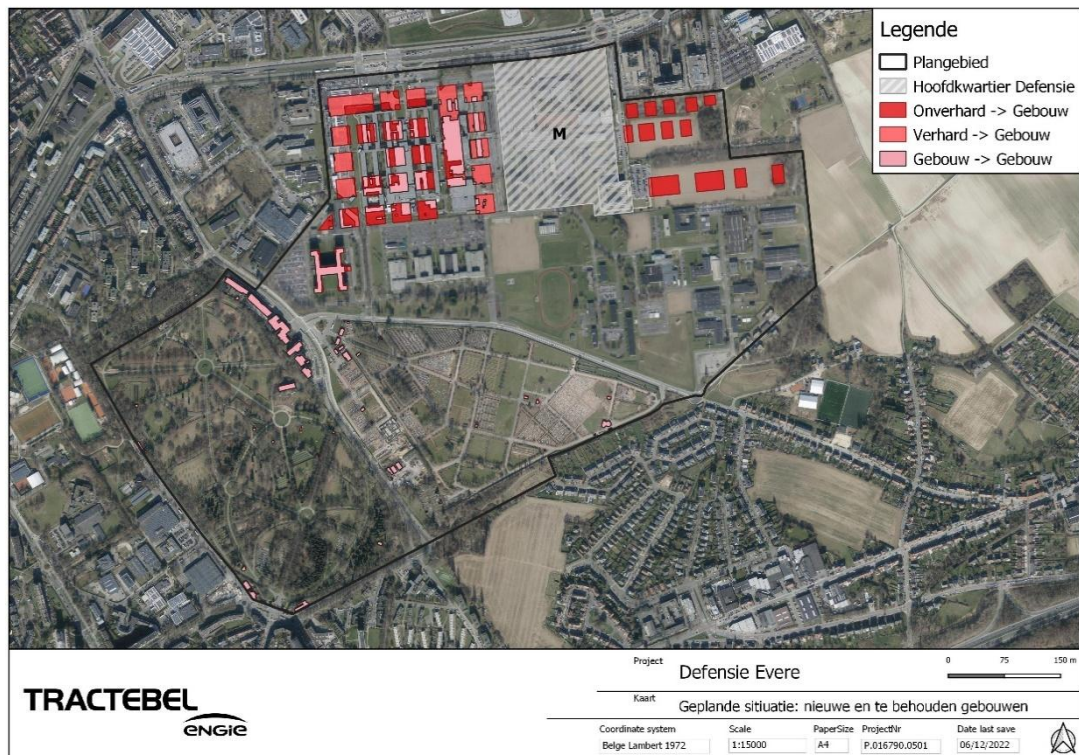 Legende
Plangebied
Hoofdkwartier Defensie
Onverhard -> Gebouw
Verhard -> Gebouw
Gebouw -> Gebouw
M
TRACTEBEL
ENGIE
Project Defensie Evere
0 75 150 m
Kaart Geplande sitiuatie: nieuwe en te behouden gebouwen
Coordinate system Scale PaperSize ProjectNr Date last save
Belge Lambert 1972 1:15000 A4 P.016790.0501 06/12/2022